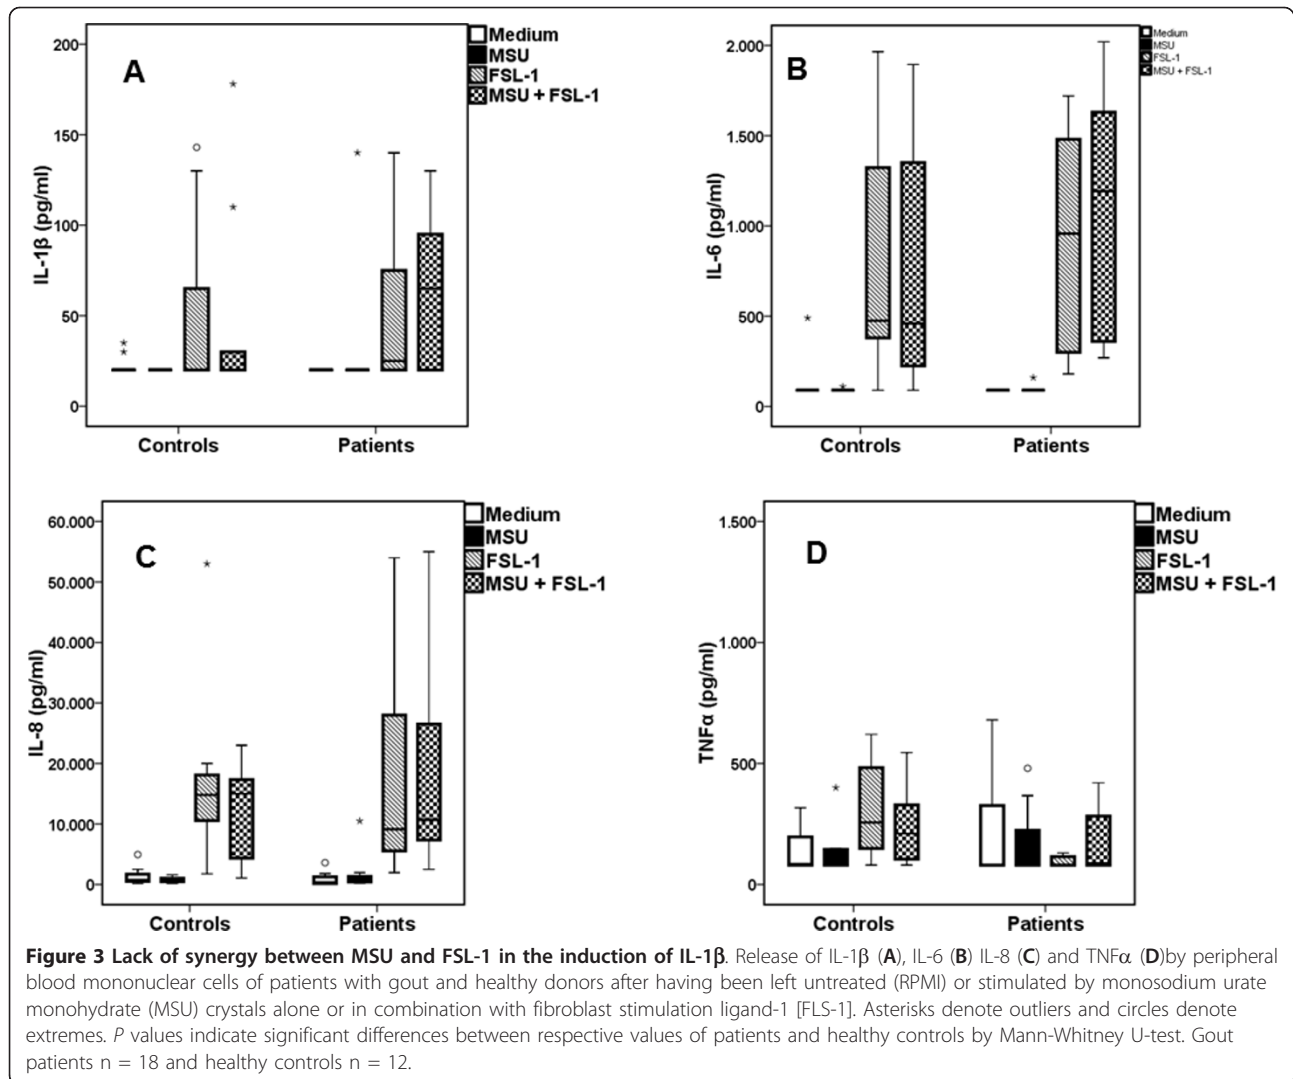 A
IL-1β (pg/ml)
200
150
100
50
0
Controls
Patients
Medium
MSU
FSL-1
MSU + FSL-1
B
IL-6 (pg/ml)
2.000
1.500
1.000
500
0
Controls
Patients
Medium
MSU
FSL-1
MSU + FSL-1
C
IL-8 (pg/ml)
60.000
50.000
40.000
30.000
20.000
10.000
0
Controls
Patients
Medium
MSU
FSL-1
MSU + FSL-1
D
TNFα (pg/ml)
1.500
1.000
500
0
Controls
Patients
Medium
MSU
FSL-1
MSU + FSL-1
Figure 3 Lack of synergy between MSU and FSL-1 in the induction of IL-1β. Release of IL-1β (A), IL-6 (B) IL-8 (C) and TNFα (D)by peripheral
blood mononuclear cells of patients with gout and healthy donors after having been left untreated (RPMI) or stimulated by monosodium urate
monohydrate (MSU) crystals alone or in combination with fibroblast stimulation ligand-1 [FLS-1]. Asterisks denote outliers and circles denote
extremes. P values indicate significant differences between respective values of patients and healthy controls by Mann-Whitney U-test. Gout
patients n = 18 and healthy controls n = 12.